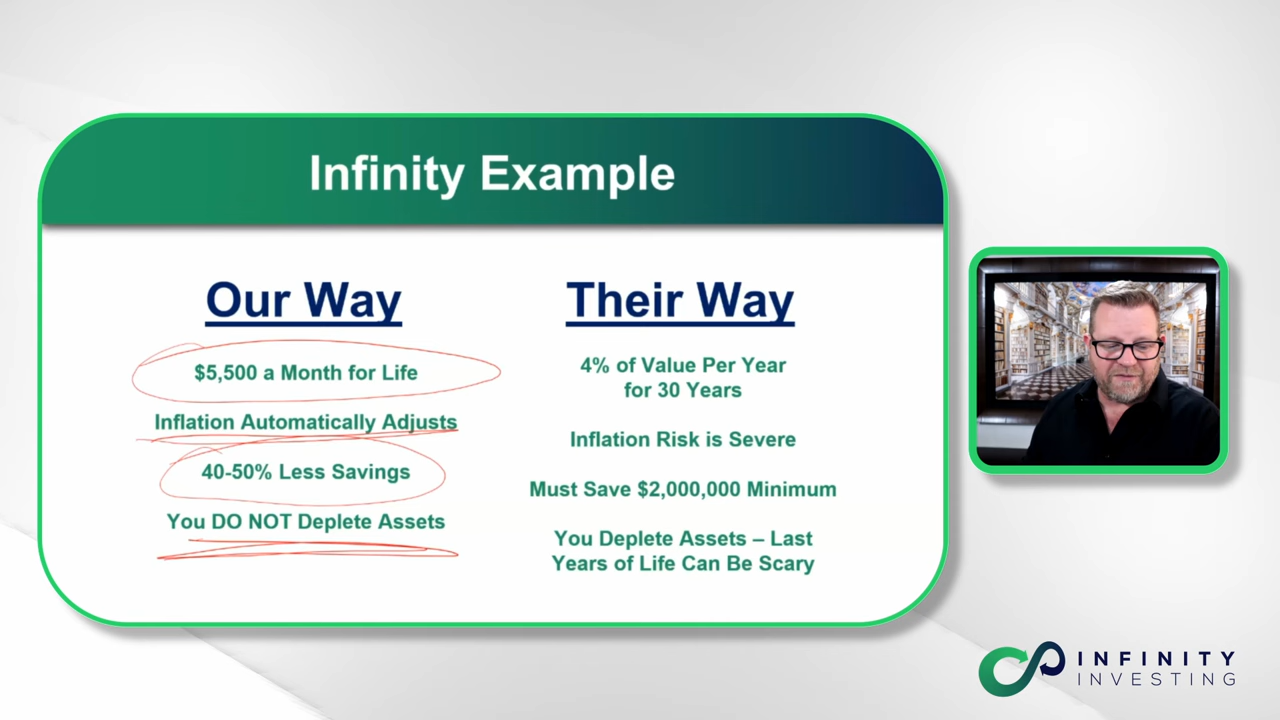 Infinity Example
Our Way
$5,500 a Month for Life
Inflation Automatically Adjusts
40-50% Less Savings
You DO NOT Deplete Assets
Their Way
4% of Value Per Year
for 30 Years
Inflation Risk is Severe
Must Save $2,000,000 Minimum
You Deplete Assets – Last
Years of Life Can Be Scary
INFINITY
INVESTING